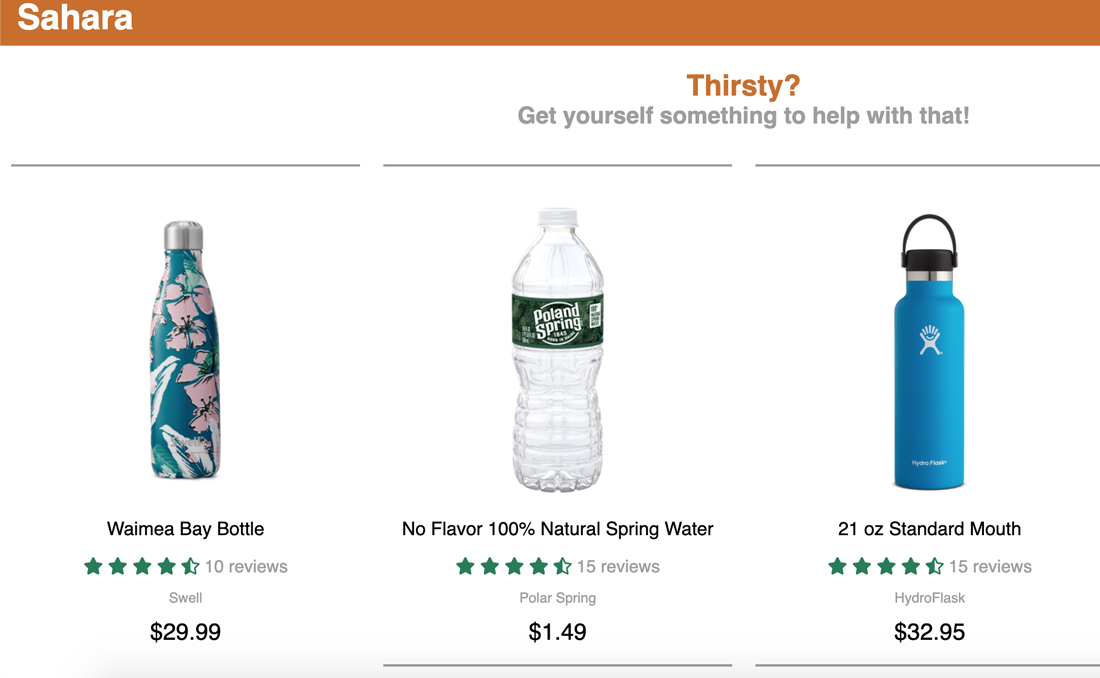 Sahara
Thirsty?
Get yourself something to help with that!
Poland
Spring
1845
Hydro Flask
Waimea Bay Bottle
10 reviews
Swell
$29.99
No Flavor 100% Natural Spring Water
15 reviews
Polar Spring
$1.49
21 oz Standard Mouth
15 reviews
HydroFlask
$32.95